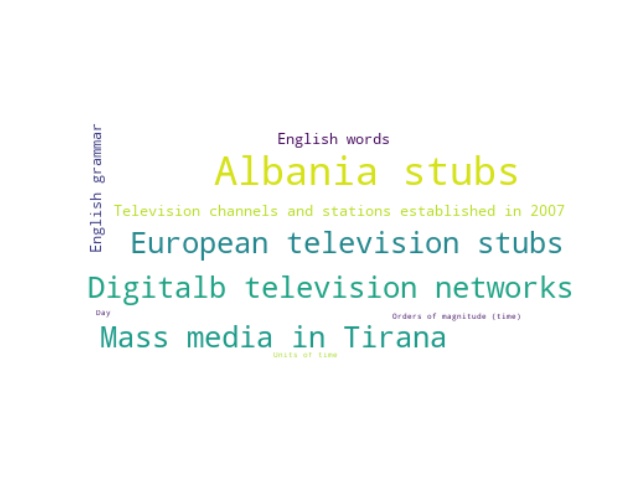 English words
English grammar
Albania stubs
Television channels and stations established in 2007
European television stubs
Digitalb television networks
Day
Orders of magnitude (time)
Mass media in Tirana
Units of time